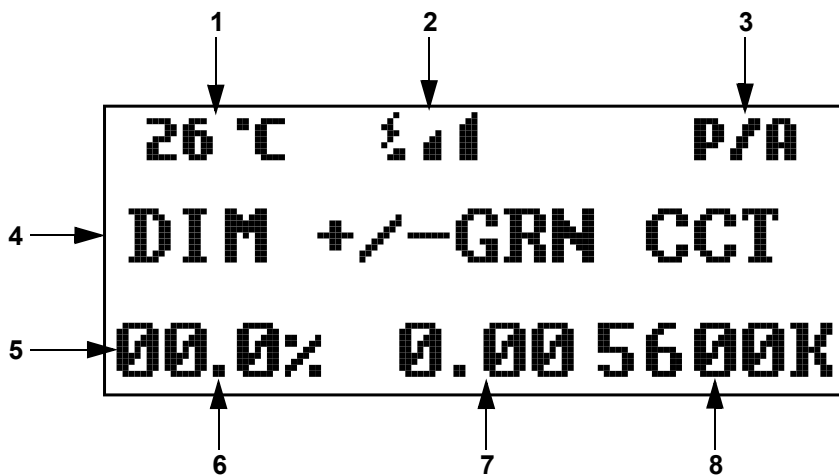 1 2 3
26 °C P/A
4 DIM +/-GRN CCT
5 00.0% 0.00 5600K
6 7 8